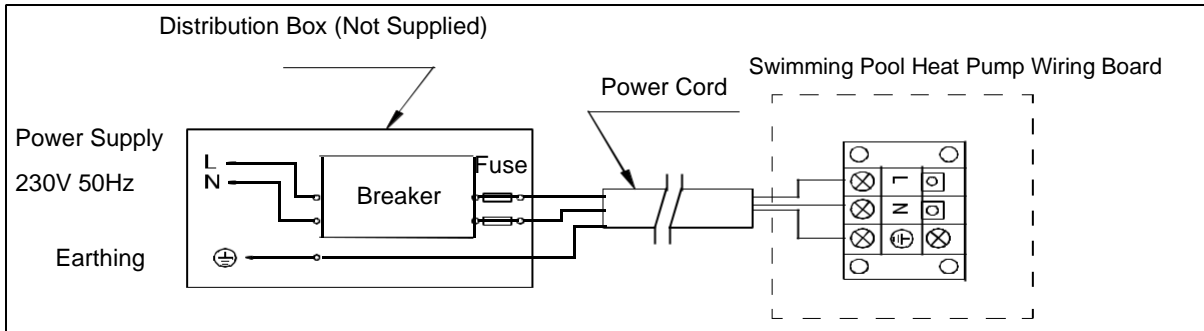 Distribution Box (Not Supplied)
Swimming Pool Heat Pump Wiring Board
Power Cord
Power Supply
230V 50Hz
Earthing
L
N
Fuse
Breaker
L
N